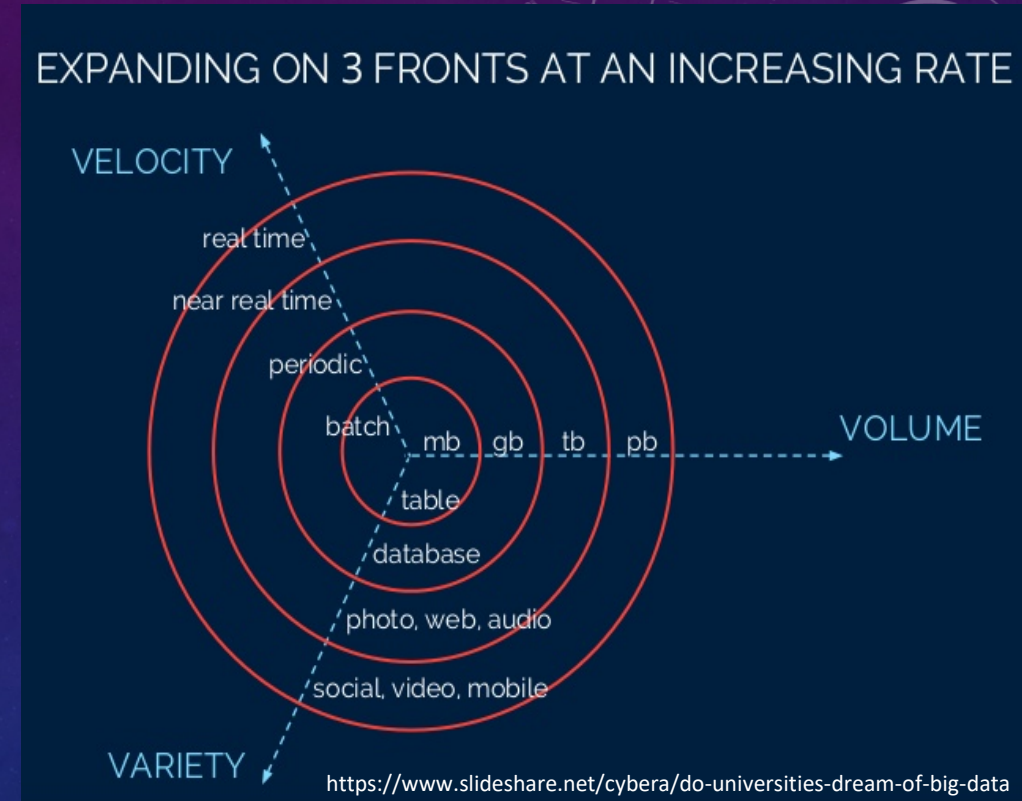 EXPANDING ON 3 FRONTS AT AN INCREASING RATE
VELOCITY
real time
near real time
periodic
batch
mb gb tb pb
VOLUME
table
database
photo, web, audio
social, video, mobile
VARIETY
https://www.slideshare.net/cybera/do-universities-dream-of-big-data